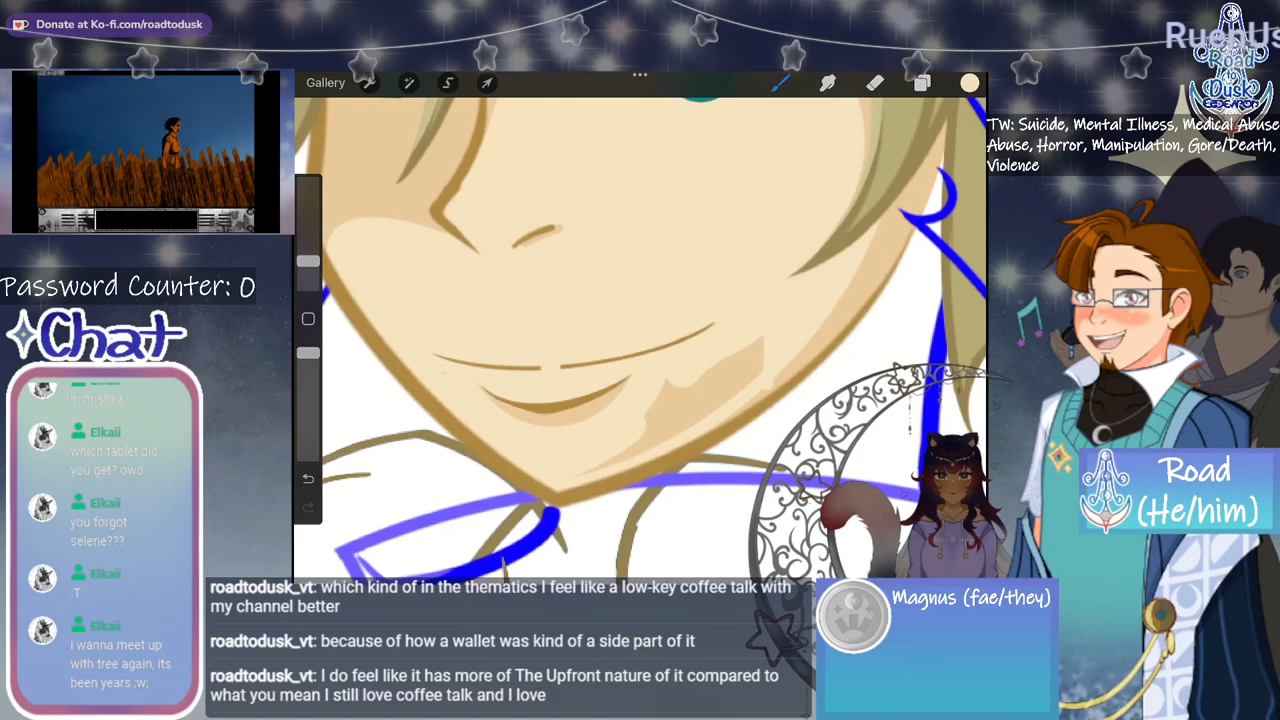 Donate at Ko-fi.com/roadtodusk
Gallery
Road
to
Dusk
Tw: Suicide, Mental Illness, Medical Abuse
Abuse, Horror, Manipulation, Gore/Death,
Violence
Password Counter: 0
Chat
hi mishka
Elkaii
which tablet did
you get? owo
Elkaii
you forgot
selene???
Elkaii
:T
Elkaii
i wanna meet up
with tree again, its
been years ;w;
roadtodusk_vt: which kind of in the thematics I feel like a low-key coffee talk with
my channel better
roadtodusk_vt: because of how a wallet was kind of a side part of it
roadtodusk_vt: I do feel like it has more of The Upfront nature of it compared to
what you mean I still love coffee talk and I love
Road
(He/him)
Magnus (fae/they)